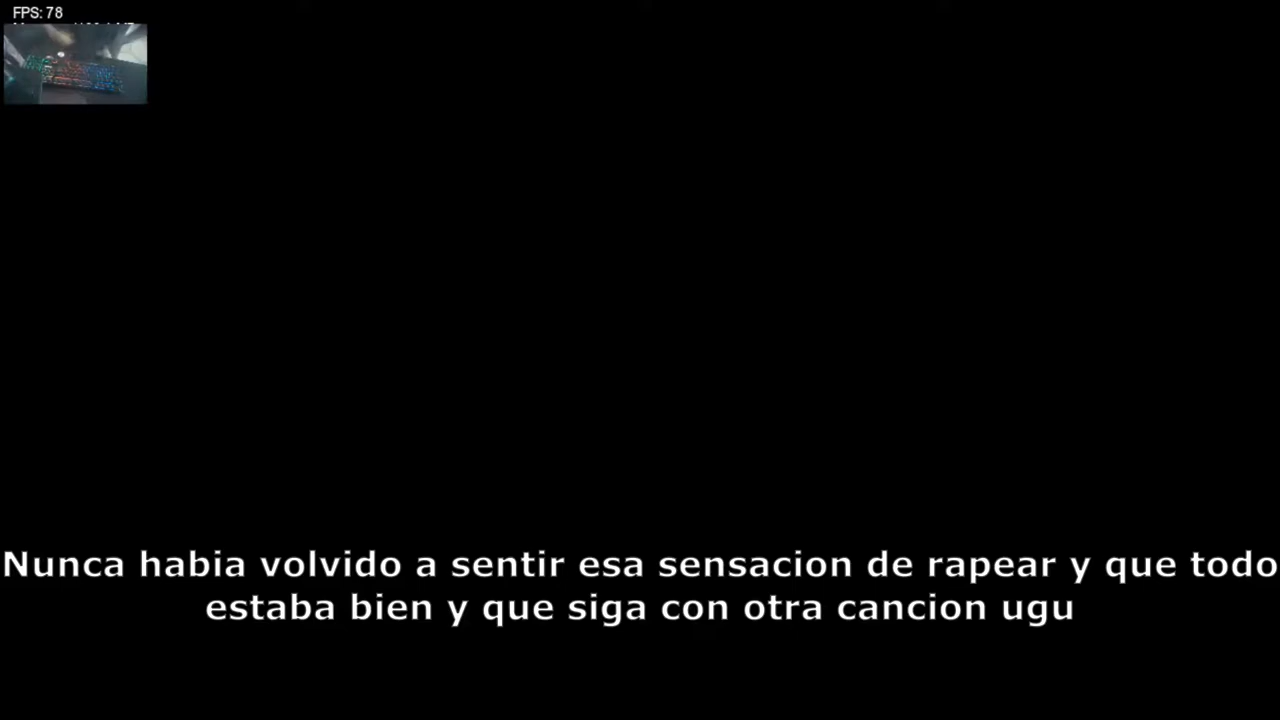 FPS: 78
Nunca habia volvido a sentir esa sensacion de rapear y que todo
estaba bien y que siga con otra cancion ugu